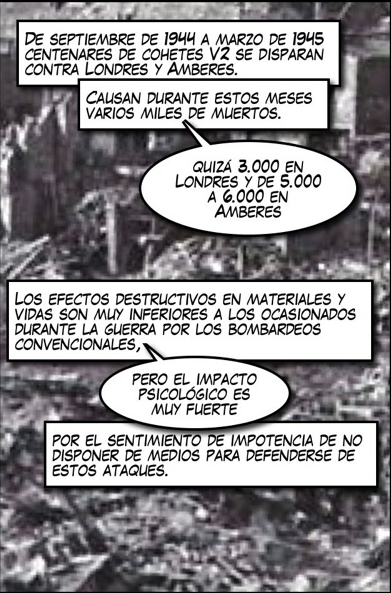 DE SEPTIEMBRE DE 1944 A MARZO DE 1945
CENTENARES DE COHETES V2 SE DISPARAN
CONTRA LONDRES Y AMBERES.
CAUSAN DURANTE ESTOS MESES
VARIOS MILES DE MUERTOS.
QUIZÁ 3.000 EN
LONDRES Y DE 5.000
A 6.000 EN
AMBERES
LOS EFECTOS DESTRUCTIVOS EN MATERIALES Y
VIDAS SON MUY INFERIORES A LOS OCASIONADOS
DURANTE LA GUERRA POR LOS BOMBARDEOS
CONVENCIONALES,
PERO EL IMPACTO
PSICOLÓGICO ES
MUY FUERTE
POR EL SENTIMIENTO DE IMPOTENCIA DE NO
DISPONER DE MEDIOS PARA DEFENDERSE DE
ESTOS ATAQUES.